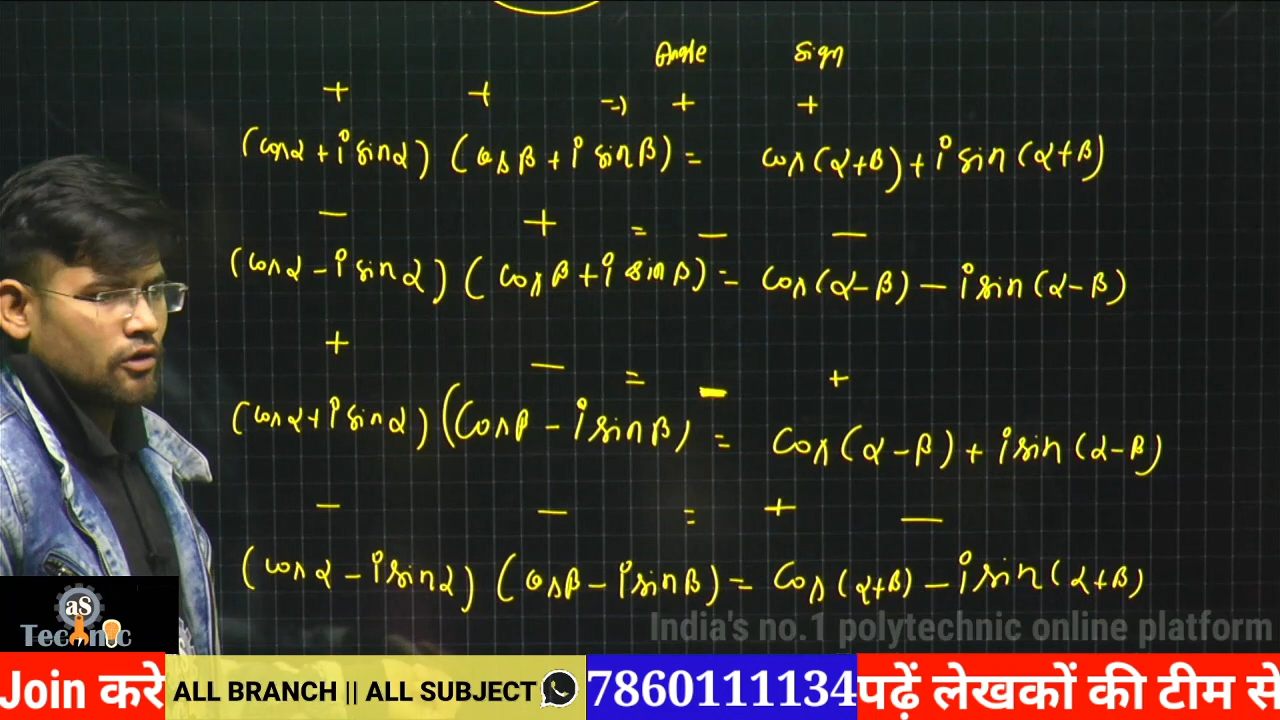 Angle Sign
+ + => + +
(cosα + i sinα) (cosβ + i sinβ) = cos(α+β) + i sin(α+β)
− + = − −
(cosα − i sinα) (cosβ + i sinβ) = cos(α−β) − i sin(α−β)
+ − = − +
(cosα + i sinα) (cosβ − i sinβ) = cos(α−β) + i sin(α−β)
− − = + −
(cosα − i sinα) (cosβ − i sinβ) = cos(α+β) − i sin(α+β)
aS
Technic
India's no.1 polytechnic online platform
Join करे ALL BRANCH || ALL SUBJECT 7860111134 पढ़ें लेखकों की टीम से